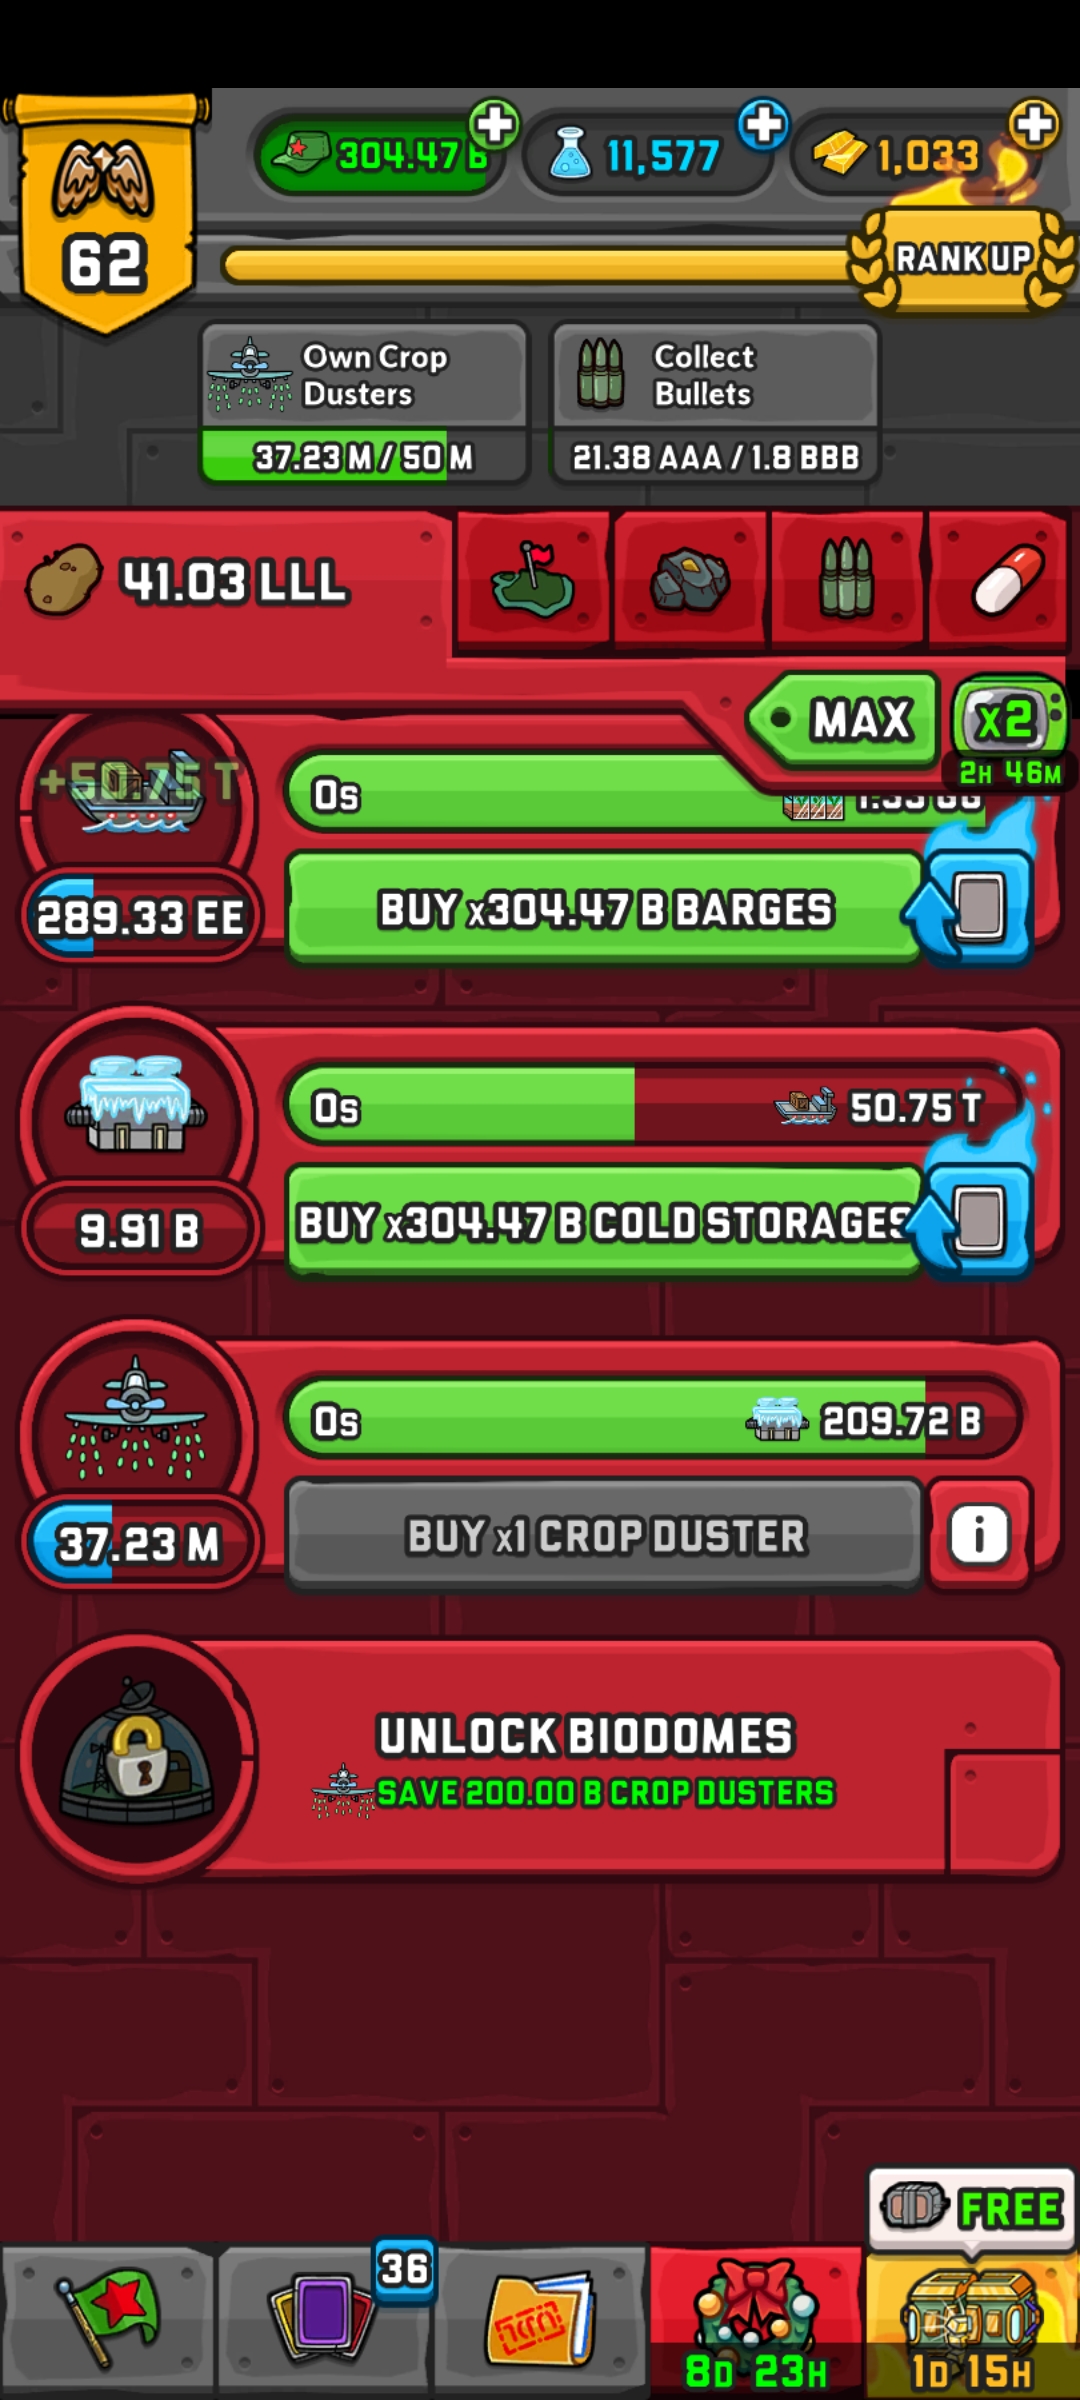 304.47 B
11,577
1,033
62
RANK UP
Own Crop
Dusters
37.23 M / 50 M
Collect
Bullets
21.38 AAA / 1.8 BBB
41.03 LLL
MAX
x2
2H 46M
+50.75 T
0s
289.33 EE
BUY x304.47 B BARGES
0s
50.75 T
9.91 B
BUY x304.47 B COLD STORAGES
0s
209.72 B
37.23 M
BUY x1 CROP DUSTER
i
UNLOCK BIODOMES
SAVE 200.00 B CROP DUSTERS
FREE
36
8D 23H
1D 15H